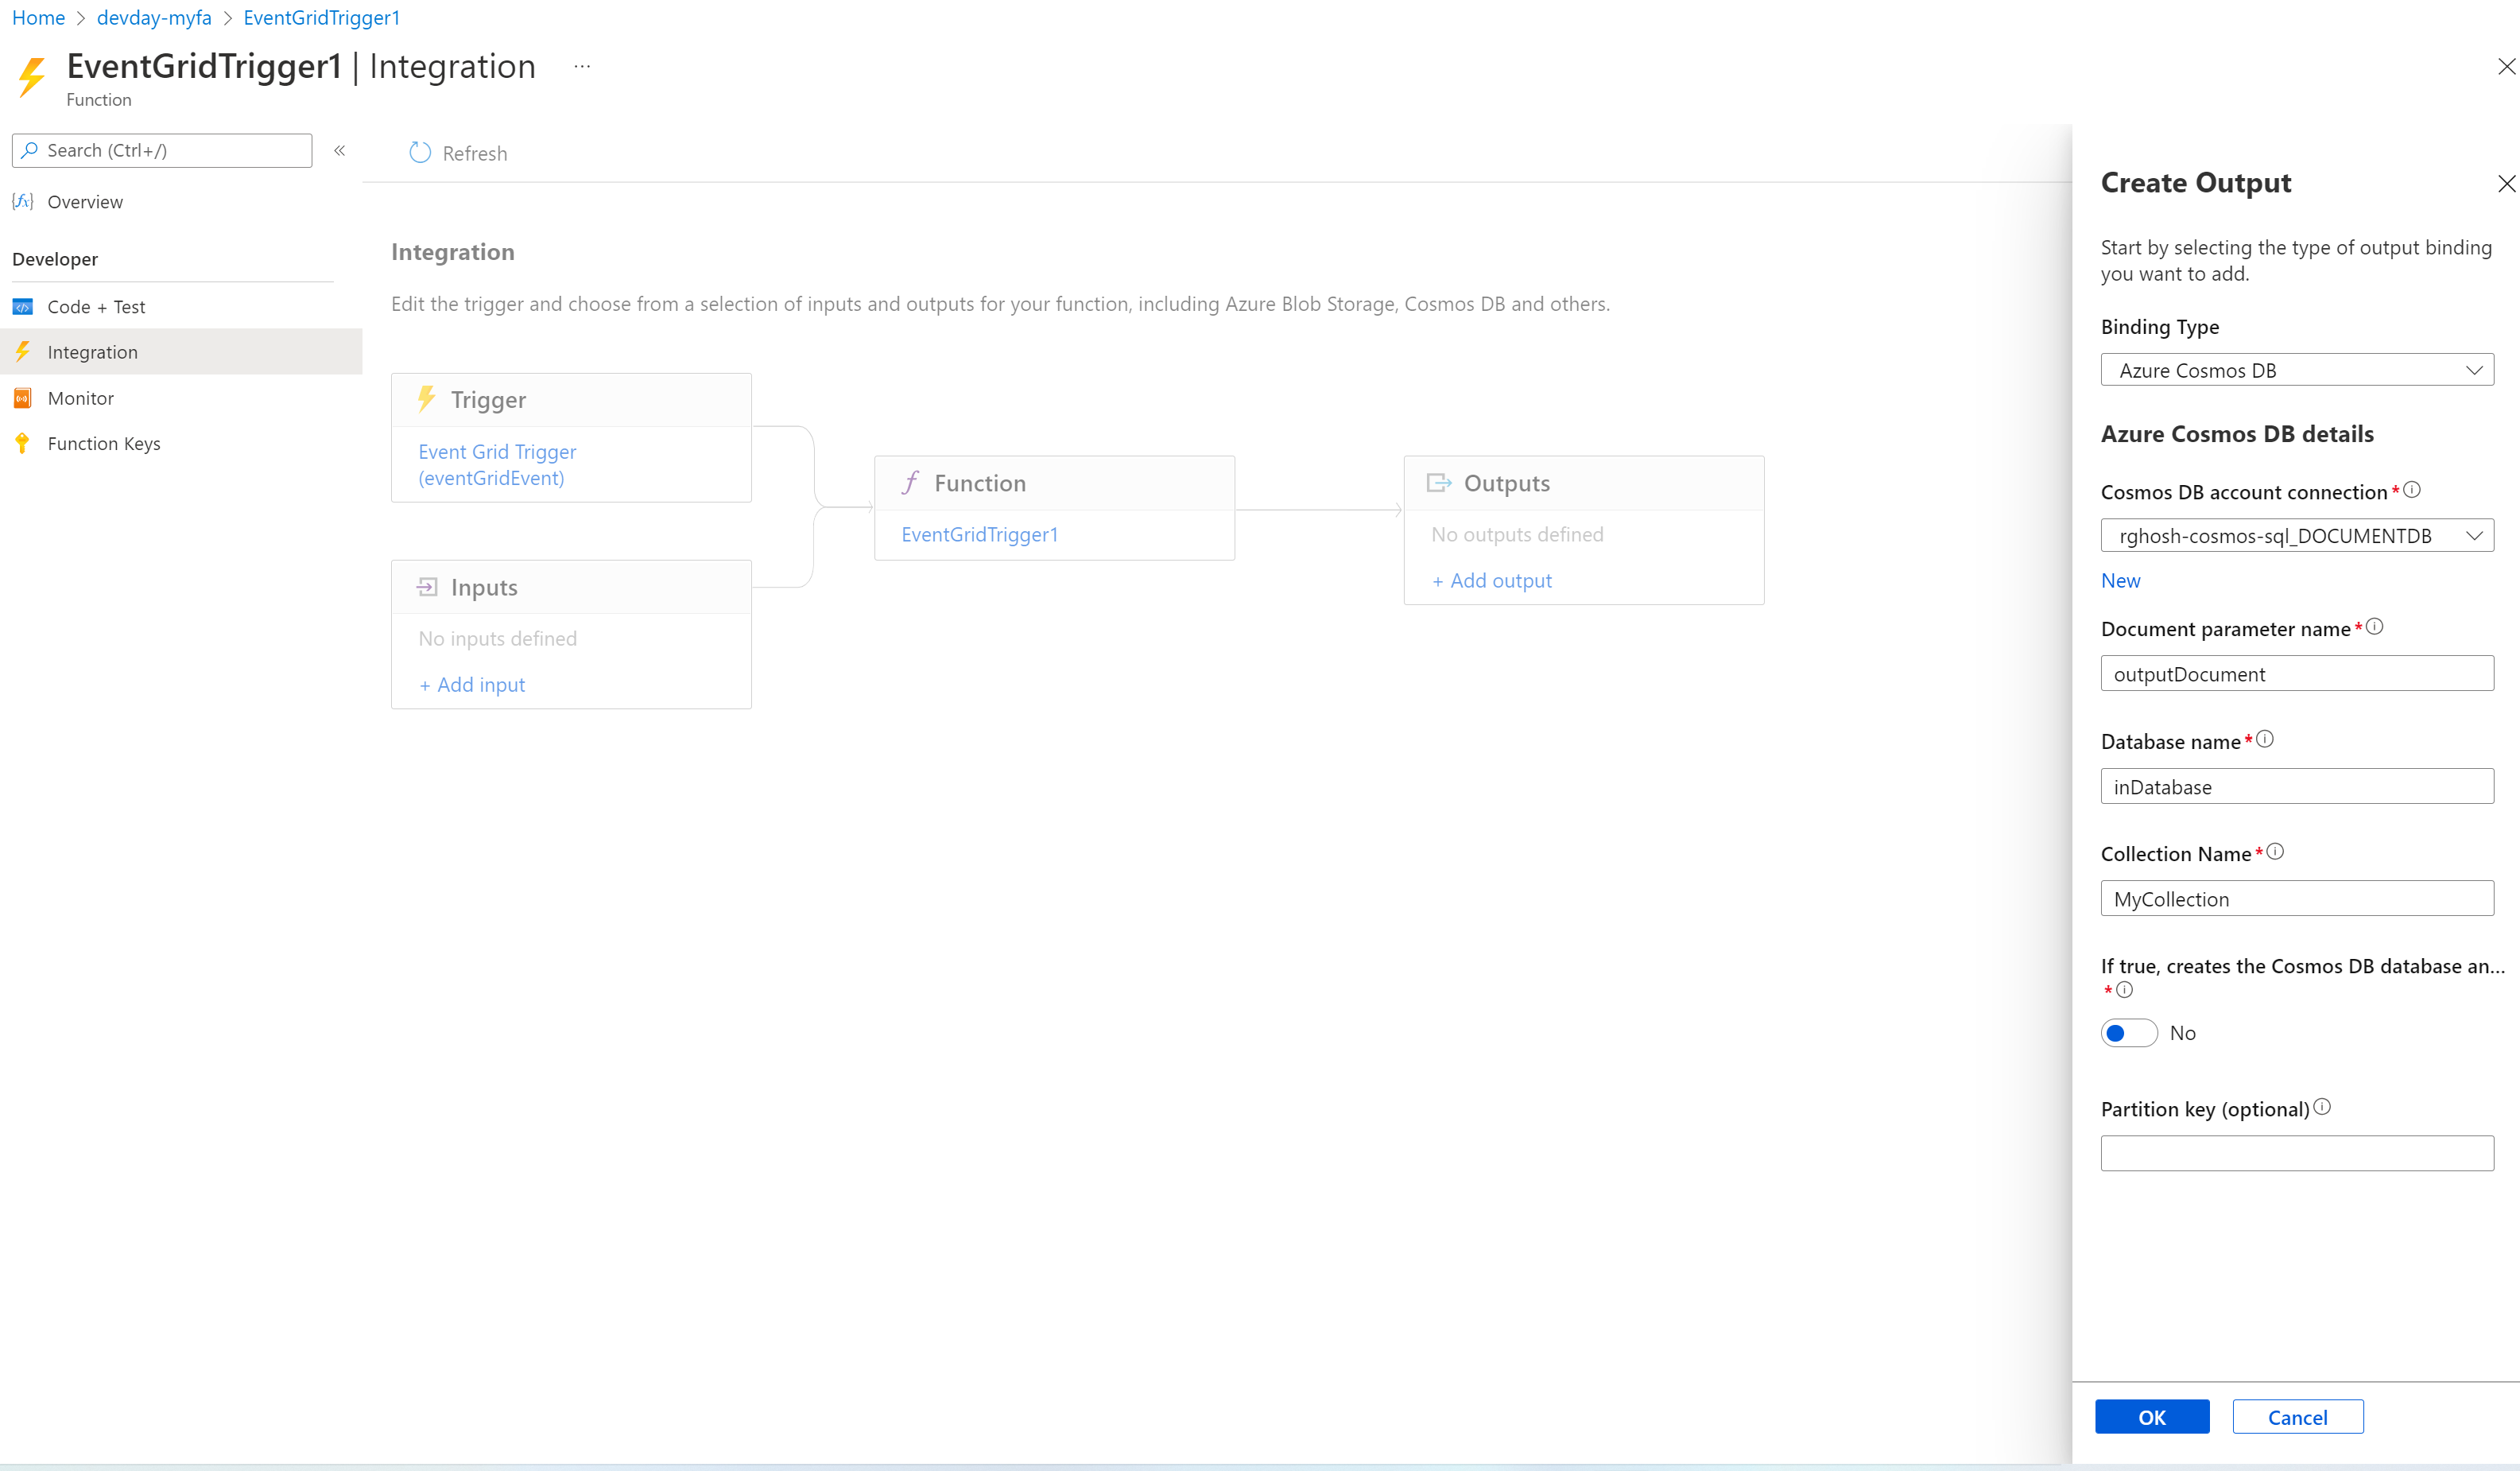 Home > devday-myfa > EventGridTrigger1
EventGridTrigger1 | Integration ...
Function
Search (Ctrl+/)
«
Overview
Developer
Code + Test
Integration
Monitor
Function Keys
Refresh
Integration
Edit the trigger and choose from a selection of inputs and outputs for your function, including Azure Blob Storage, Cosmos DB and others.
Trigger
Event Grid Trigger
(eventGridEvent)
Inputs
No inputs defined
+ Add input
Function
EventGridTrigger1
Outputs
No outputs defined
+ Add output
Create Output
Start by selecting the type of output binding
you want to add.
Binding Type
Azure Cosmos DB
Azure Cosmos DB details
Cosmos DB account connection *
rghosh-cosmos-sql_DOCUMENTDB
New
Document parameter name *
outputDocument
Database name *
inDatabase
Collection Name *
MyCollection
If true, creates the Cosmos DB database an...
*
No
Partition key (optional)
OK
Cancel